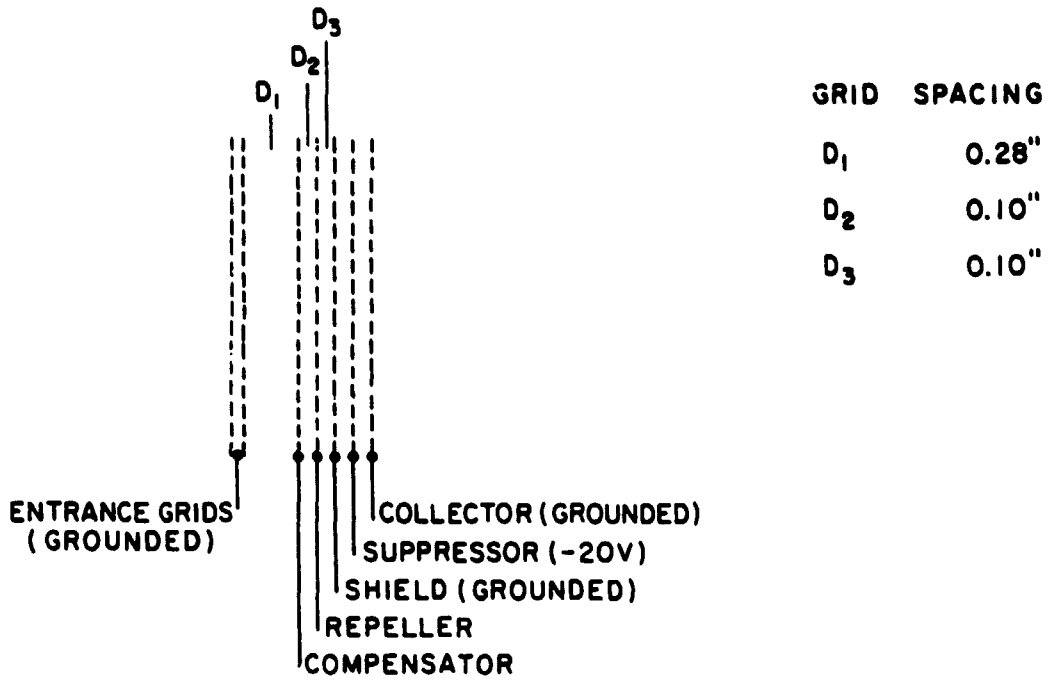 D₃
D₂
D₁
GRID SPACING
D₁ 0.28"
D₂ 0.10"
D₃ 0.10"
ENTRANCE GRIDS
(GROUNDED)
COLLECTOR (GROUNDED)
SUPPRESSOR (-20V)
SHIELD (GROUNDED)
REPELLER
COMPENSATOR